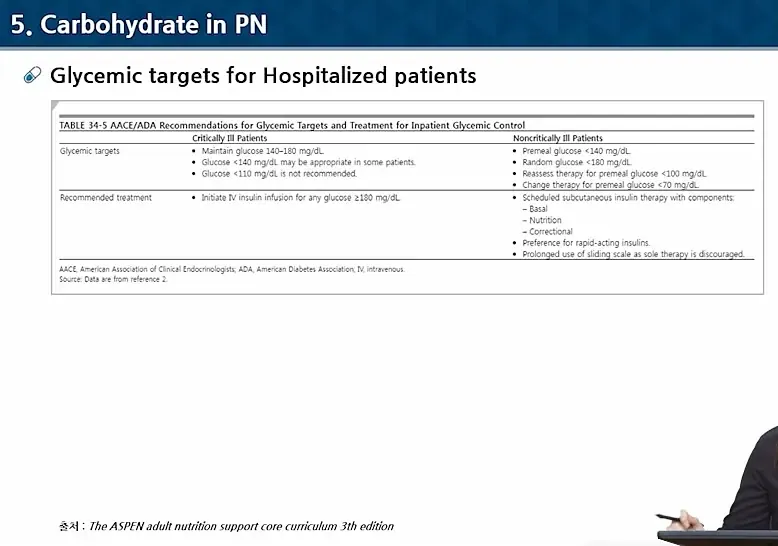 5. Carbohydrate in PN
Glycemic targets for Hospitalized patients
TABLE 34-5 AACE/ADA Recommendations for Glycemic Targets and Treatment for Inpatient Glycemic Control
Critically Ill Patients Noncritically Ill Patients
Glycemic targets • Maintain glucose 140–180 mg/dL. • Premeal glucose <140 mg/dL.
• Glucose <140 mg/dL may be appropriate in some patients. • Random glucose <180 mg/dL.
• Glucose <110 mg/dL is not recommended. • Reassess therapy for premeal glucose <100 mg/dL.
• Change therapy for premeal glucose <70 mg/dL.
Recommended treatment • Initiate IV insulin infusion for any glucose ≥180 mg/dL. • Scheduled subcutaneous insulin therapy with components:
– Basal
– Nutrition
– Correctional
• Preference for rapid-acting insulins.
• Prolonged use of sliding scale as sole therapy is discouraged.
AACE, American Association of Clinical Endocrinologists; ADA, American Diabetes Association; IV, intravenous.
Source: Data are from reference 2.
출처 : The ASPEN adult nutrition support core curriculum 3th edition